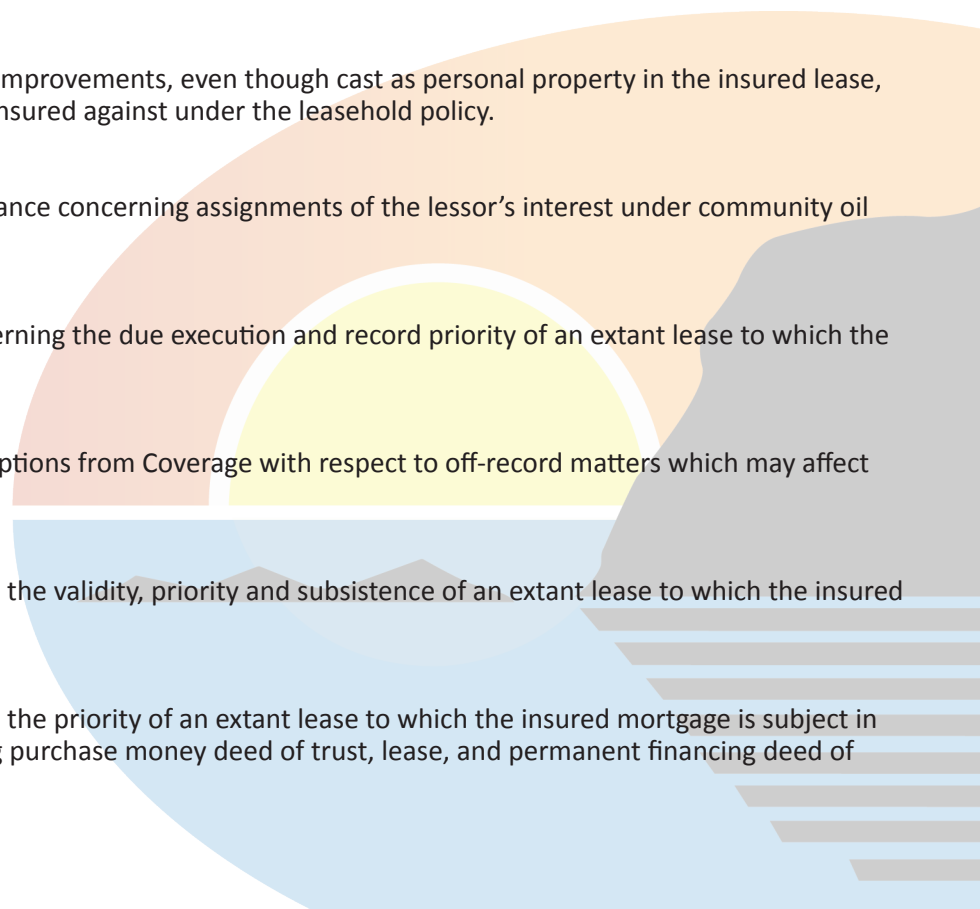 mprovements, even though cast as personal property in the insured lease,
nsured against under the leasehold policy.
ance concerning assignments of the lessor’s interest under community oil
erning the due execution and record priority of an extant lease to which the
ptions from Coverage with respect to off-record matters which may affect
the validity, priority and subsistence of an extant lease to which the insured
the priority of an extant lease to which the insured mortgage is subject in
g purchase money deed of trust, lease, and permanent financing deed of